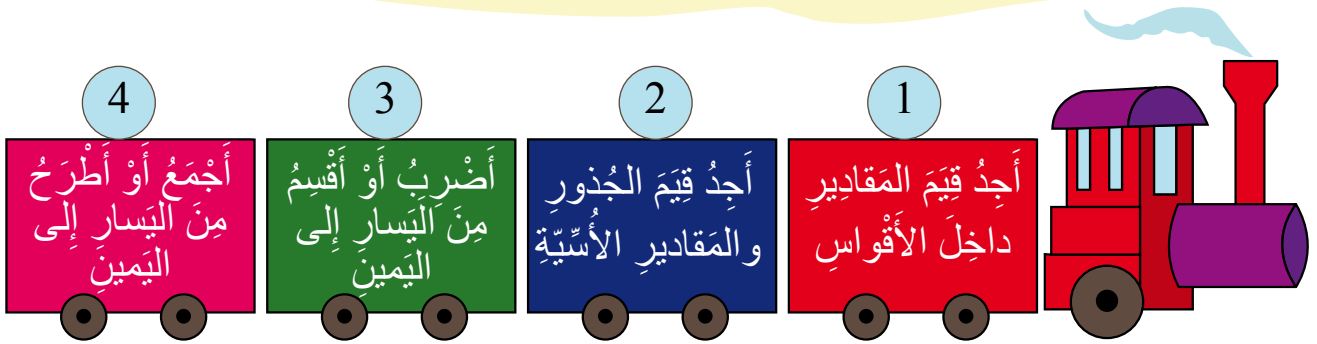 1
أَجِدُ قِيَمَ المَقادِيرِ
داخِلَ الأَقْواسِ
2
أَجِدُ قِيَمَ الجُذورِ
والمَقاديرِ الأُسِّيّةِ
3
أَضْرِبُ أَوْ أَقْسِمُ
مِنَ اليَسارِ إِلى
اليَمينِ
4
أَجْمَعُ أَوْ أَطْرَحُ
مِنَ اليَسارِ إِلى
اليَمينِ